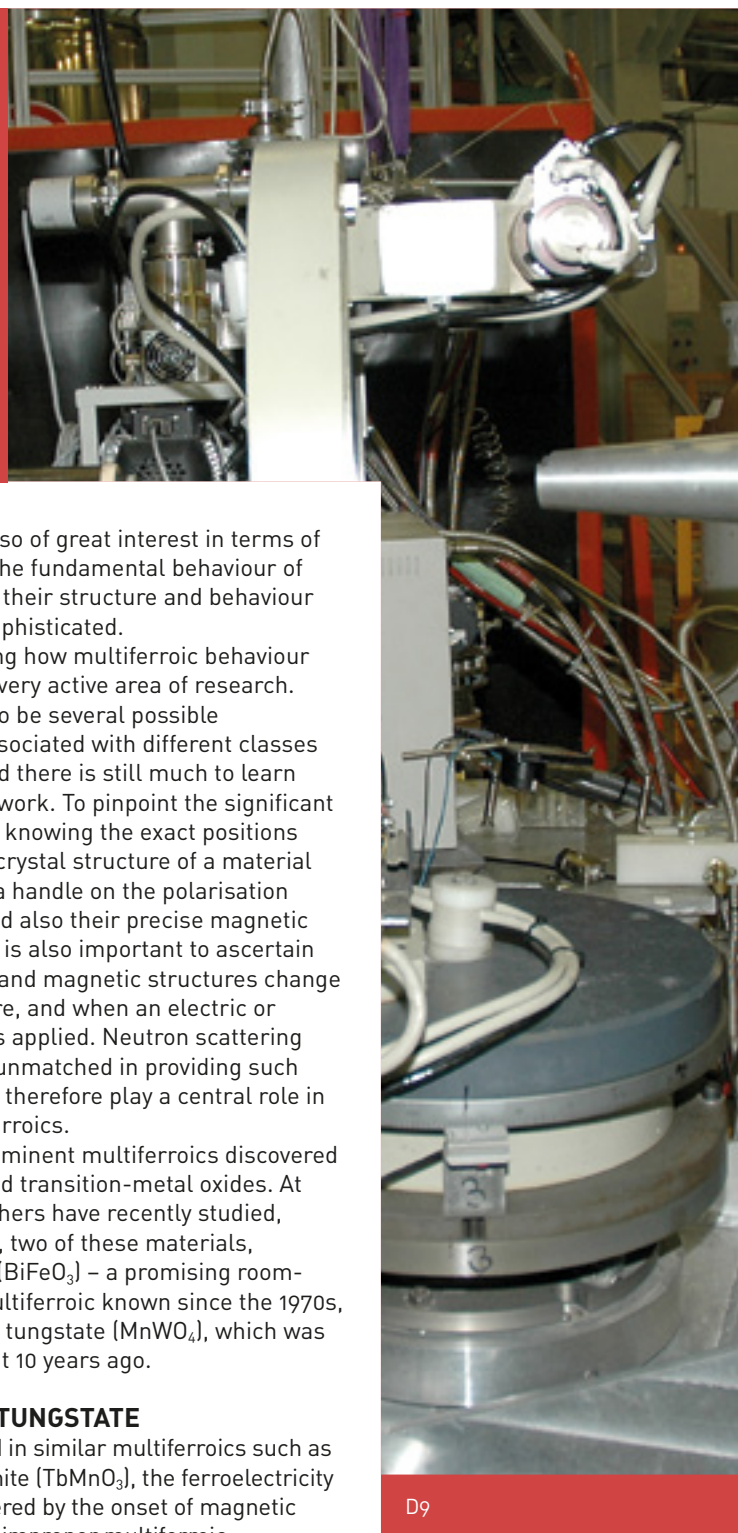 so of great interest in terms of
he fundamental behaviour of
their structure and behaviour
phisticated.
ng how multiferroic behaviour
very active area of research.
o be several possible
sociated with different classes
d there is still much to learn
work. To pinpoint the significant
knowing the exact positions
crystal structure of a material
a handle on the polarisation
d also their precise magnetic
is also important to ascertain
and magnetic structures change
re, and when an electric or
s applied. Neutron scattering
unmatched in providing such
therefore play a central role in
rroics.
minent multiferroics discovered
d transition-metal oxides. At
hers have recently studied,
, two of these materials,
(BiFeO₃) – a promising room-
ultiferroic known since the 1970s,
tungstate (MnWO₄), which was
t 10 years ago.
TUNGSTATE
d in similar multiferroics such as
nite (TbMnO₃), the ferroelectricity
ered by the onset of magnetic
improper multiferroic
3
3
D9